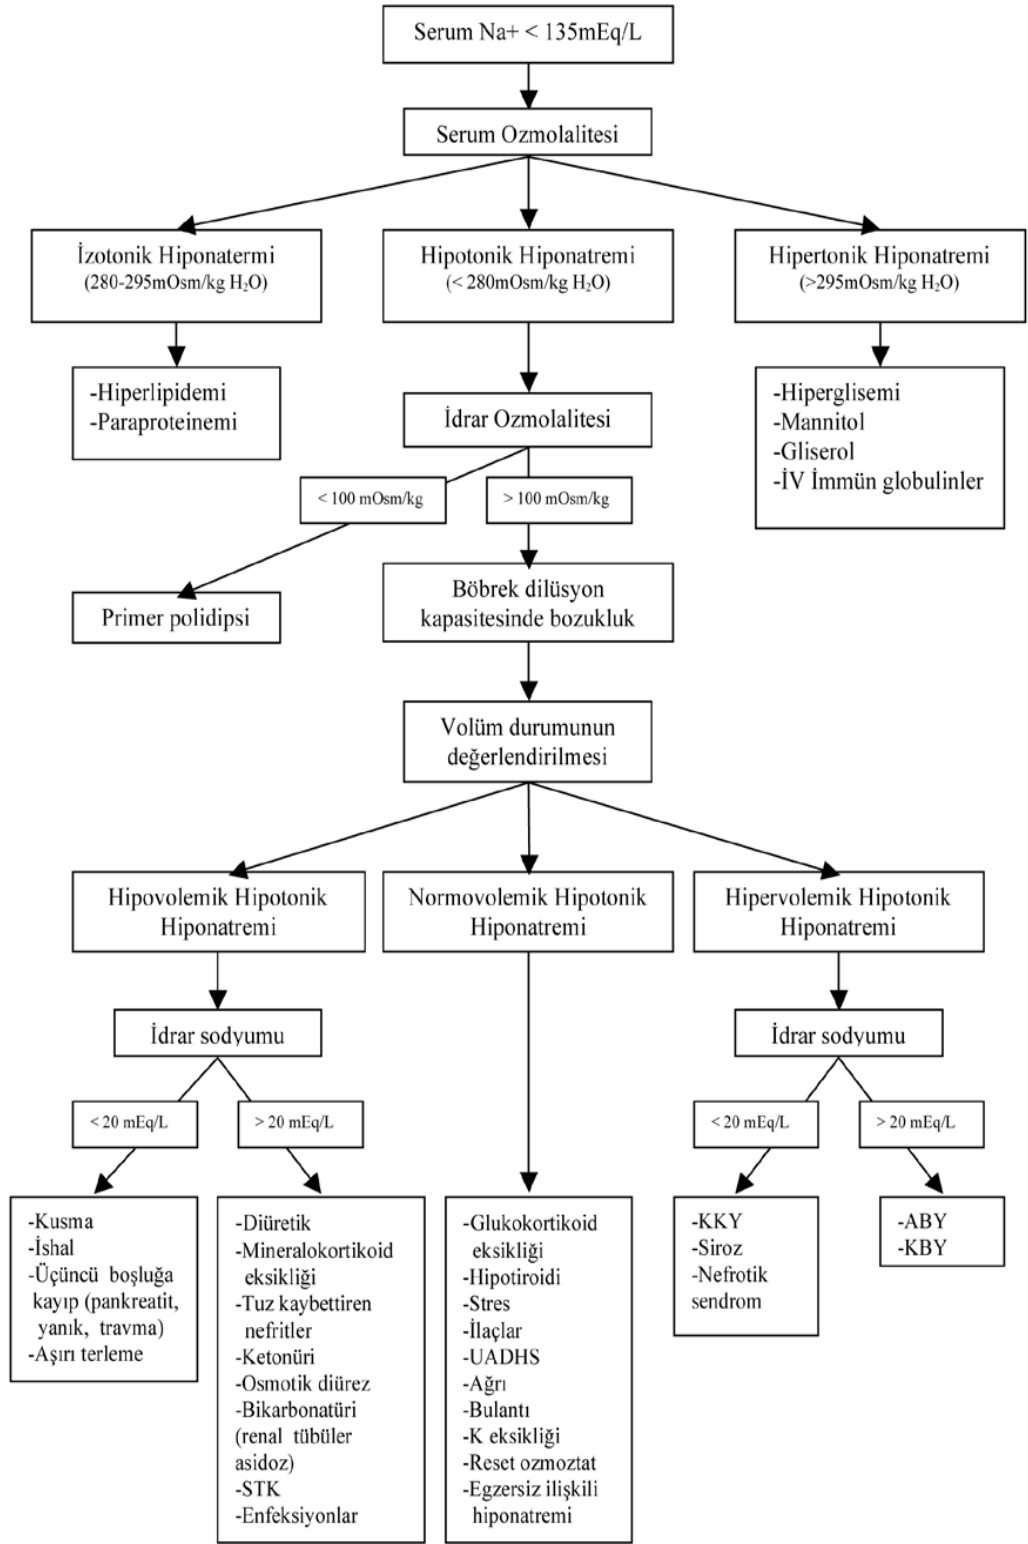 Serum Na+ < 135mEq/L
Serum Ozmolalitesi
İzotonik Hiponatermi
(280-295mOsm/kg H₂O)
Hipotonik Hiponatremi
(< 280mOsm/kg H₂O)
Hipertonik Hiponatremi
(>295mOsm/kg H₂O)
-Hiperlipidemi
-Paraproteinemi
İdrar Ozmolalitesi
-Hiperglisemi
-Mannitol
-Gliserol
-İV İmmün globulinler
< 100 mOsm/kg
> 100 mOsm/kg
Primer polidipsi
Böbrek dilüsyon
kapasitesinde bozukluk
Volüm durumunun
değerlendirilmesi
Hipovolemik Hipotonik
Hiponatremi
Normovolemik Hipotonik
Hiponatremi
Hipervolemik Hipotonik
Hiponatremi
İdrar sodyumu
İdrar sodyumu
< 20 mEq/L
> 20 mEq/L
< 20 mEq/L
> 20 mEq/L
-Kusma
-İshal
-Üçüncü boşluğa
kayıp (pankreatit,
yanık, travma)
-Aşırı terleme
-Diüretik
-Mineralokortikoid
eksikliği
-Tuz kaybettiren
nefritler
-Ketonüri
-Osmotik diürez
-Bikarbonatüri
(renal tübüler
asidoz)
-STK
-Enfeksiyonlar
-Glukokortikoid
eksikliği
-Hipotiroidi
-Stres
-İlaçlar
-UADHS
-Ağrı
-Bulantı
-K eksikliği
-Reset ozmoztat
-Egzersiz ilişkili
hiponatremi
-KKY
-Siroz
-Nefrotik
sendrom
-ABY
-KBY